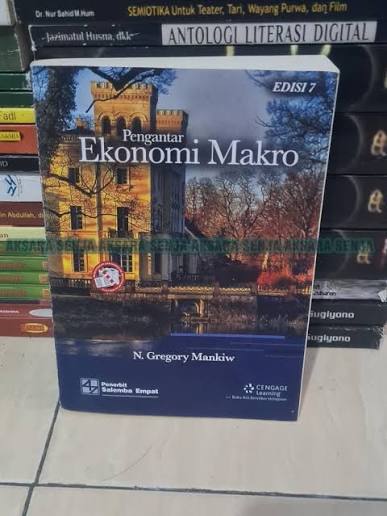 Dr. Nur Sahid M.Hum
SEMIOTIKA Untuk Teater, Tari, Wayang Purwa, dan Film
Jazimatul Husna, dkk
ANTOLOGI LITERASI DIGITAL
EDISI 7
Pengantar
Ekonomi Makro
AKSARA SENJA AKSARA SENJA AKSARA SENJA AKSARA SENJA
N. Gregory Mankiw
Penerbit
Salemba Empat
CENGAGE
Learning
Sugiyono
Sugiyono